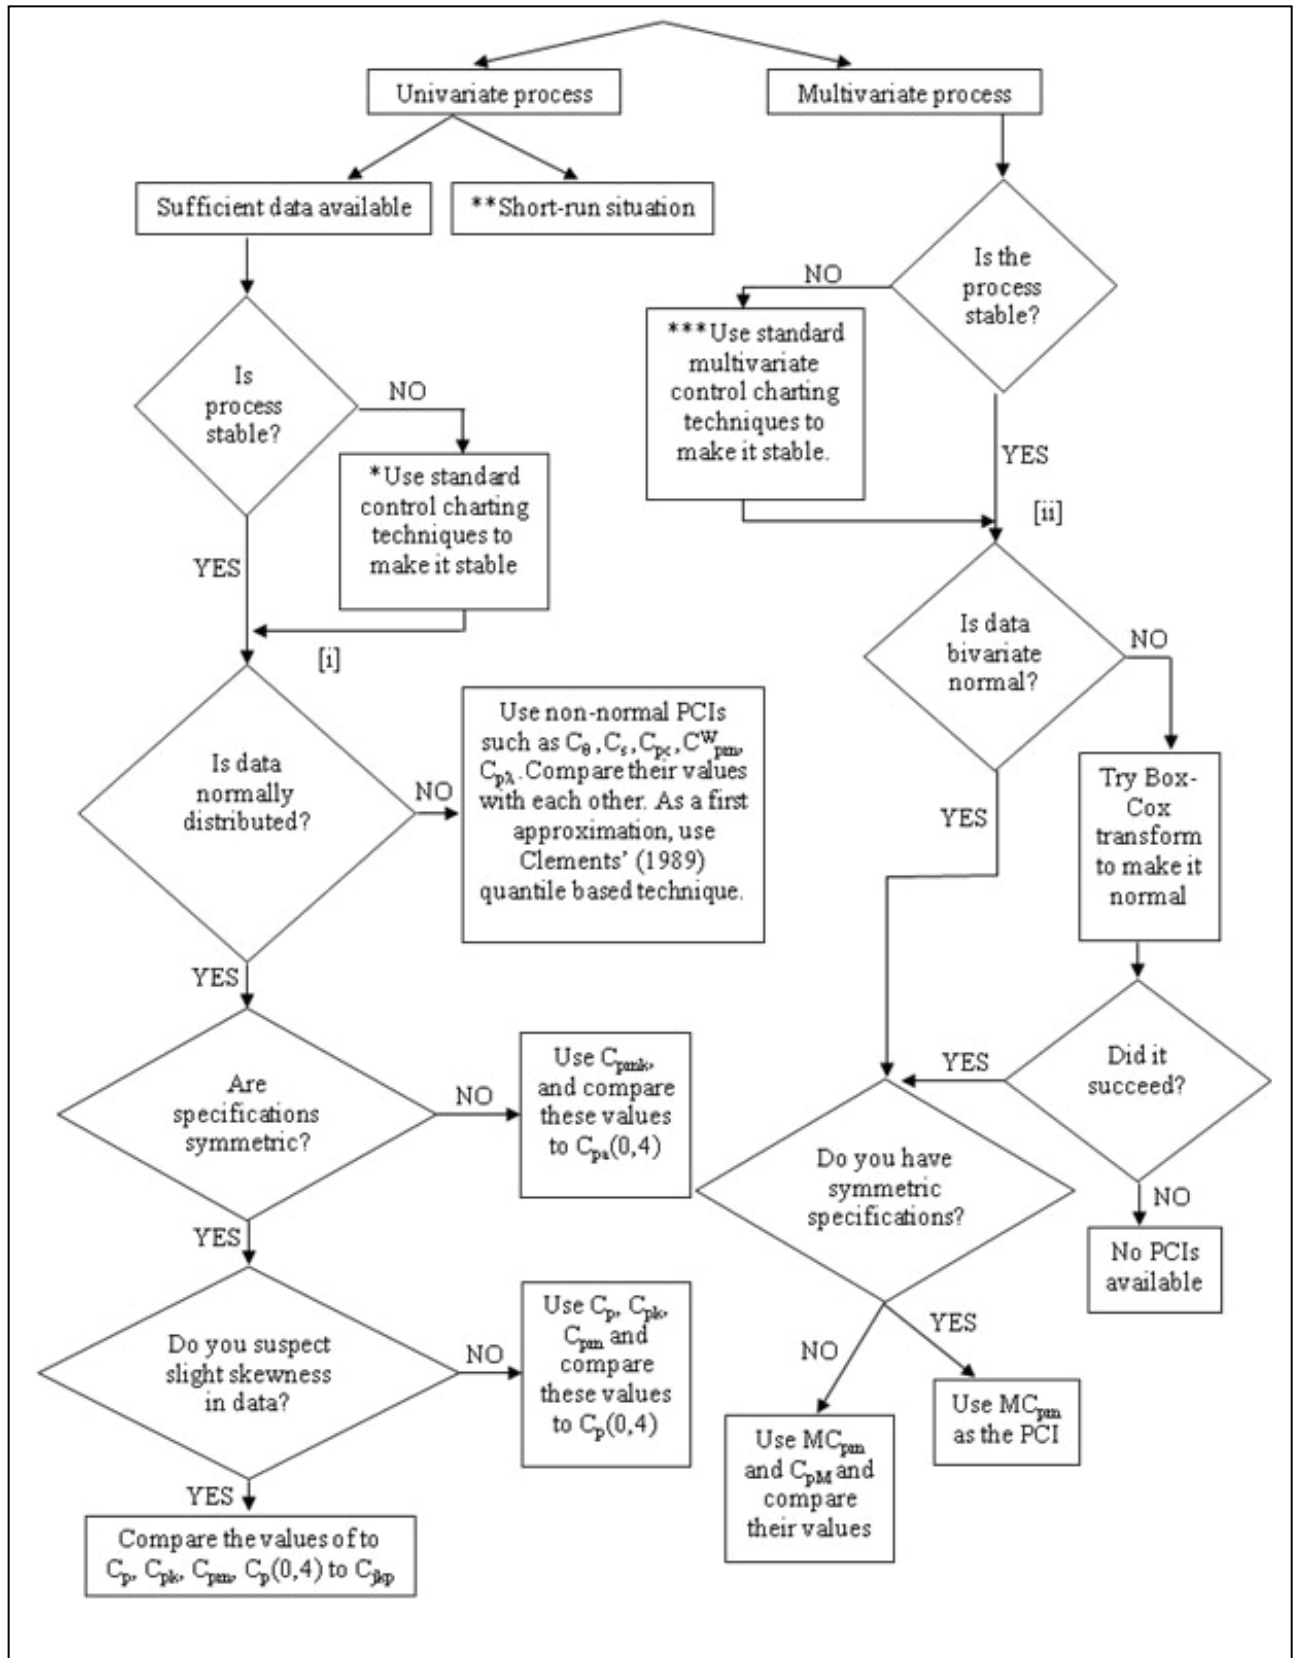 Univariate process
Multivariate process
Sufficient data available
**Short-run situation
Is the
process
stable?
NO
***Use standard
multivariate
control charting
techniques to
make it stable.
YES
[ii]
Is
process
stable?
NO
*Use standard
control charting
techniques to
make it stable
YES
[i]
Is data
bivariate
normal?
NO
Try Box-
Cox
transform
to make it
normal
YES
Is data
normally
distributed?
NO
Use non-normal PCIs
such as Cθ, Cs, Cpc, CWpm,
Cpλ. Compare their values
with each other. As a first
approximation, use
Clements' (1989)
quantile based technique.
YES
Are
specifications
symmetric?
NO
Use Cpmk,
and compare
these values
to Cpa(0,4)
YES
Did it
succeed?
YES
NO
No PCIs
available
Do you have
symmetric
specifications?
NO
YES
Use MCpm
and CpM and
compare
their values
Use MCpm
as the PCI
Do you suspect
slight skewness
in data?
NO
Use Cp, Cpk,
Cpm and
compare
these values
to Cp(0,4)
YES
Compare the values of to
Cp, Cpk, Cpm, Cp(0,4) to Cjkp